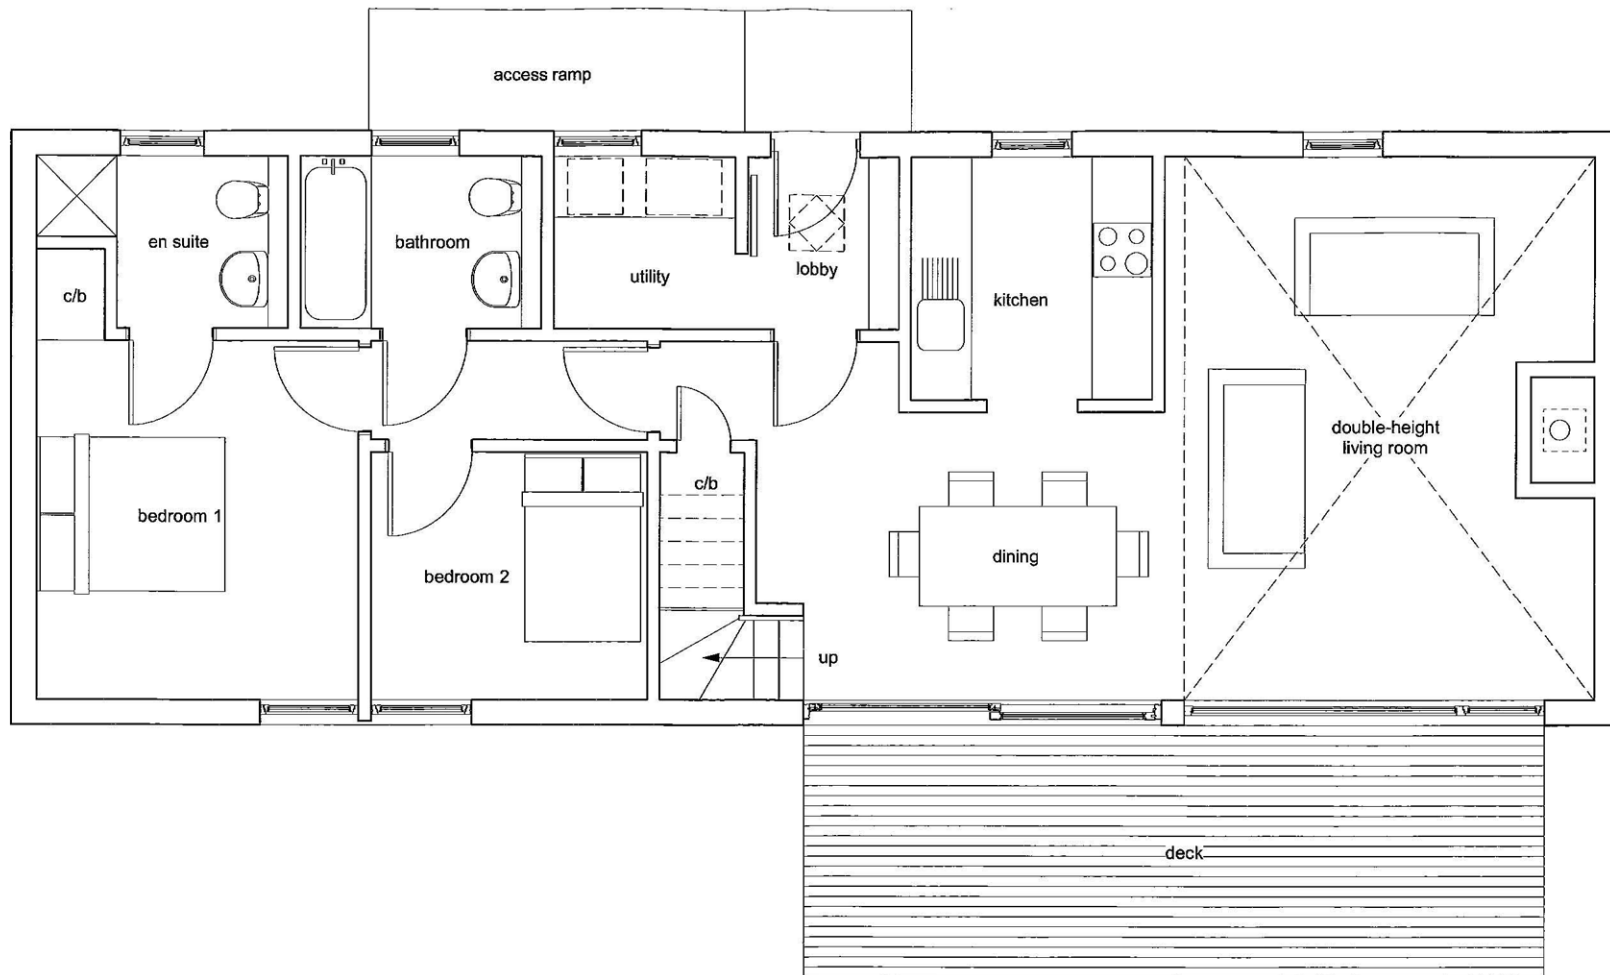 access ramp
en suite
bathroom
utility
lobby
c/b
kitchen
double-height
living room
c/b
bedroom 1
bedroom 2
dining
up
deck